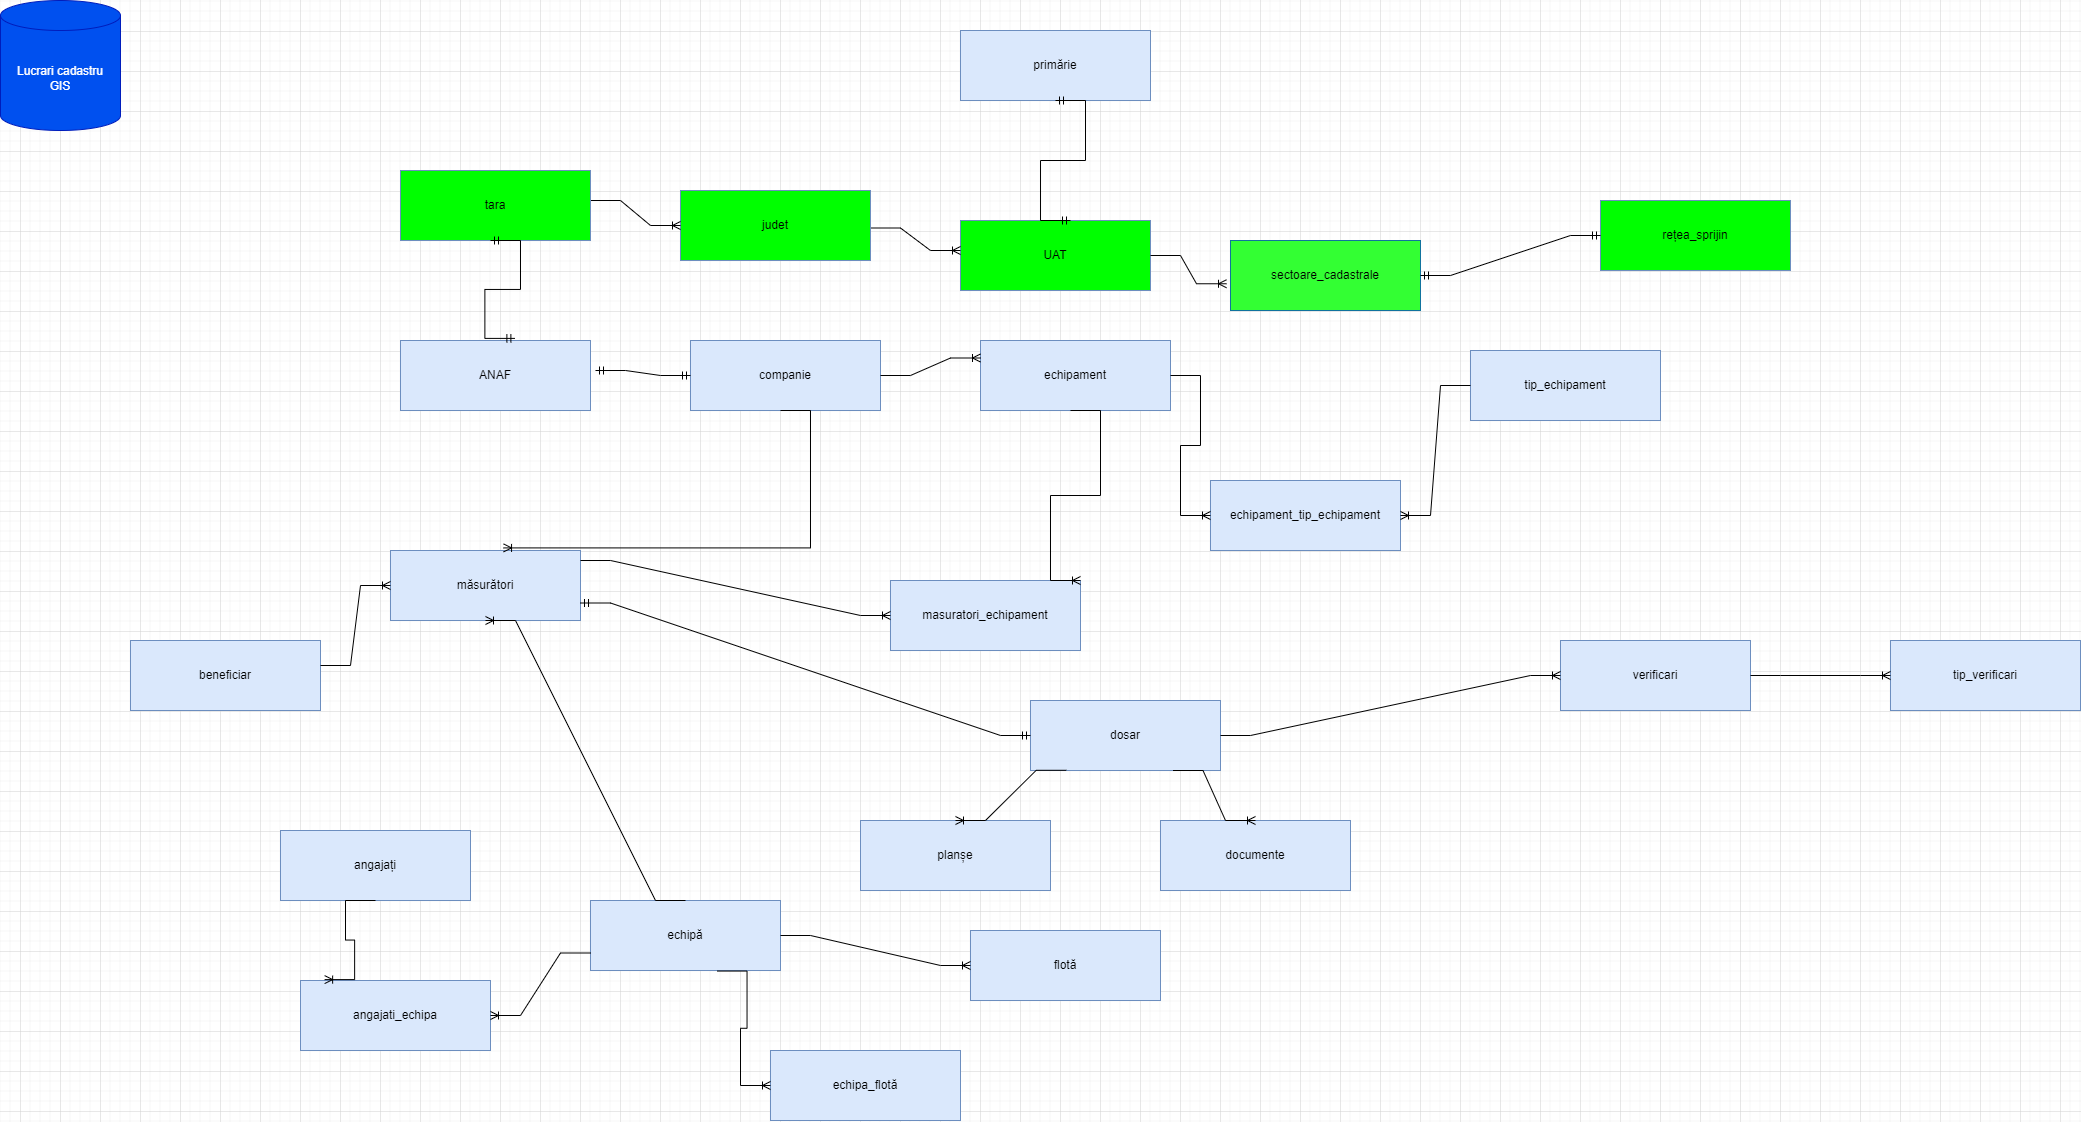 Lucrari cadastru
GIS
primărie
tara
judet
UAT
sectoare_cadastrale
rețea_sprijin
ANAF
companie
echipament
tip_echipament
echipament_tip_echipament
măsurători
masuratori_echipament
beneficiar
verificari
tip_verificari
dosar
planșe
documente
angajați
echipă
flotă
angajati_echipa
echipa_flotă